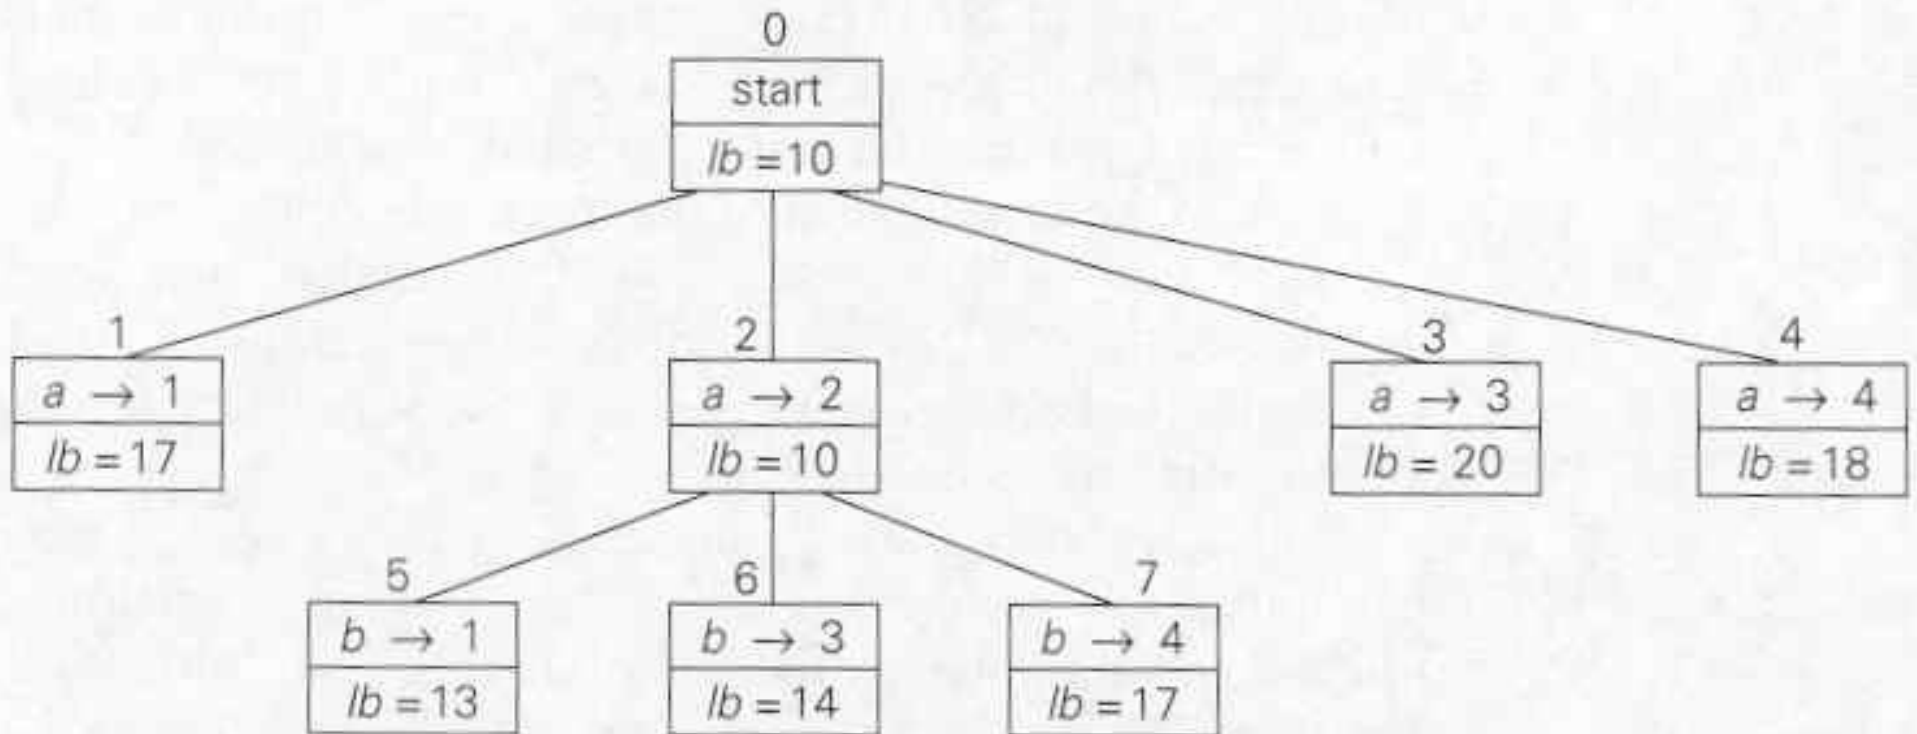 0
start
lb = 10
1 2 3 4
a → 1 a → 2 a → 3 a → 4
lb = 17 lb = 10 lb = 20 lb = 18
5 6 7
b → 1 b → 3 b → 4
lb = 13 lb = 14 lb = 17